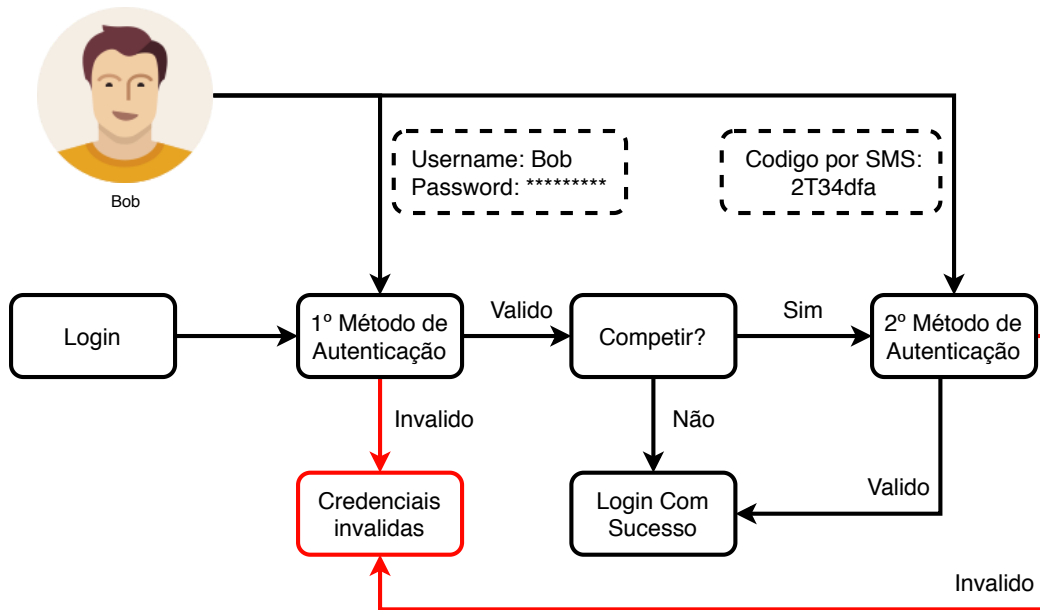 Bob
Username: Bob
Password: *********
Codigo por SMS:
2T34dfa
Login
1º Método de
Autenticação
Valido
Competir?
Sim
2º Método de
Autenticação
Invalido
Não
Credenciais
invalidas
Login Com
Sucesso
Valido
Invalido